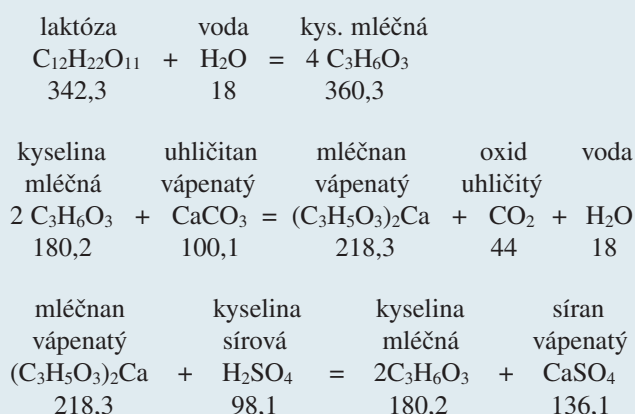 laktóza voda kys. mléčná
C₁₂H₂₂O₁₁ + H₂O = 4 C₃H₆O₃
342,3 18 360,3
kyselina uhličitan mléčnan oxid voda
mléčná vápenatý vápenatý uhličitý
2 C₃H₆O₃ + CaCO₃ = (C₃H₅O₃)₂Ca + CO₂ + H₂O
180,2 100,1 218,3 44 18
mléčnan kyselina kyselina síran
vápenatý sírová mléčná vápenatý
(C₃H₅O₃)₂Ca + H₂SO₄ = 2C₃H₆O₃ + CaSO₄
218,3 98,1 180,2 136,1